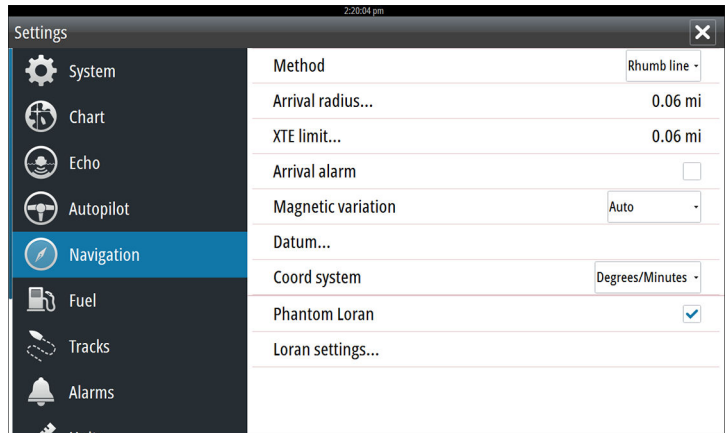 2:20:04 pm
Settings
System
Chart
Echo
Autopilot
Navigation
Fuel
Tracks
Alarms
Method Rhumb line
Arrival radius... 0.06 mi
XTE limit... 0.06 mi
Arrival alarm
Magnetic variation Auto
Datum...
Coord system Degrees/Minutes
Phantom Loran
Loran settings...